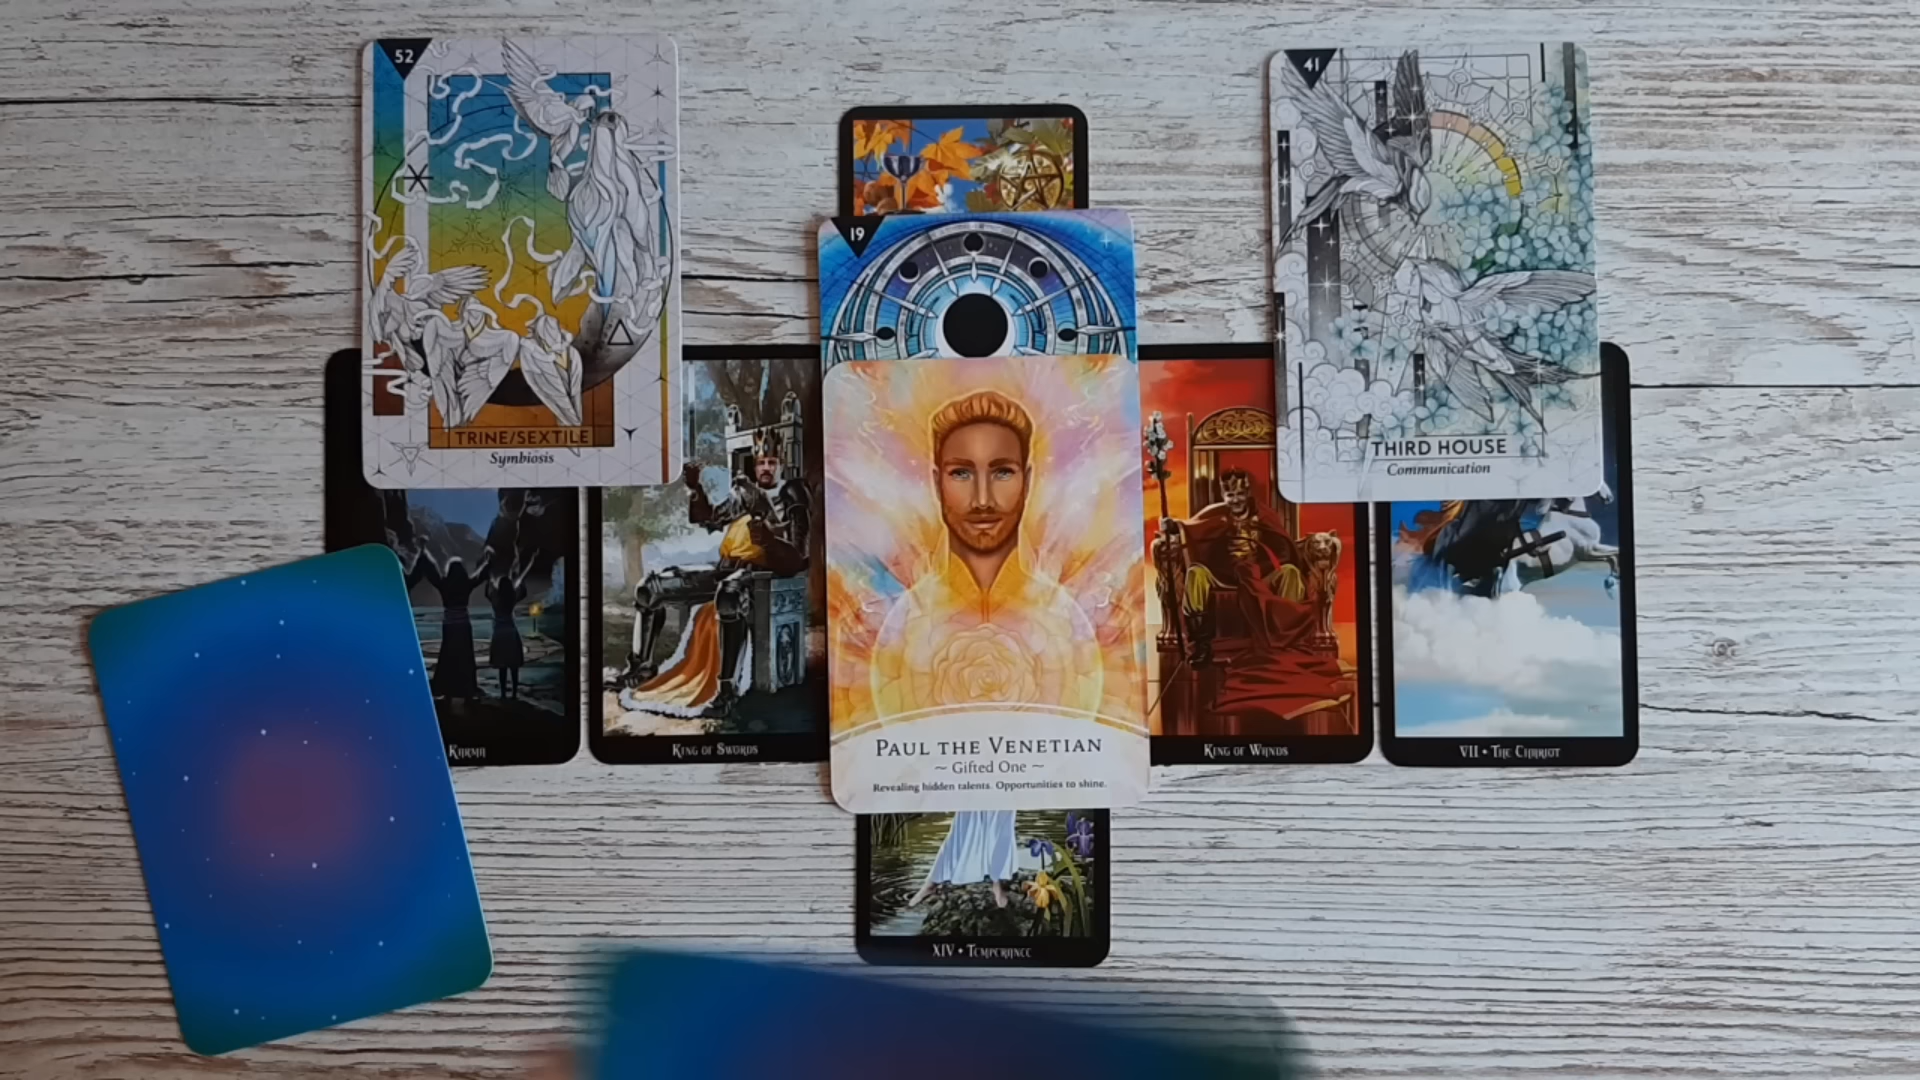 52
TRINE/SEXTILE
Symbiosis
41
THIRD HOUSE
Communication
19
PAUL THE VENETIAN
~ Gifted One ~
Revealing hidden talents. Opportunities to shine.
KARMA
KING OF SWORDS
KING OF WANDS
VII • THE CHARIOT
XIV • TEMPERANCE